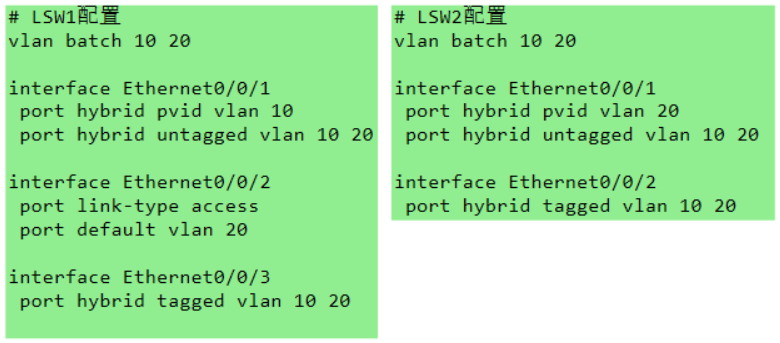 # LSW1配置
vlan batch 10 20
interface Ethernet0/0/1
port hybrid pvid vlan 10
port hybrid untagged vlan 10 20
interface Ethernet0/0/2
port link-type access
port default vlan 20
interface Ethernet0/0/3
port hybrid tagged vlan 10 20
# LSW2配置
vlan batch 10 20
interface Ethernet0/0/1
port hybrid pvid vlan 20
port hybrid untagged vlan 10 20
interface Ethernet0/0/2
port hybrid tagged vlan 10 20